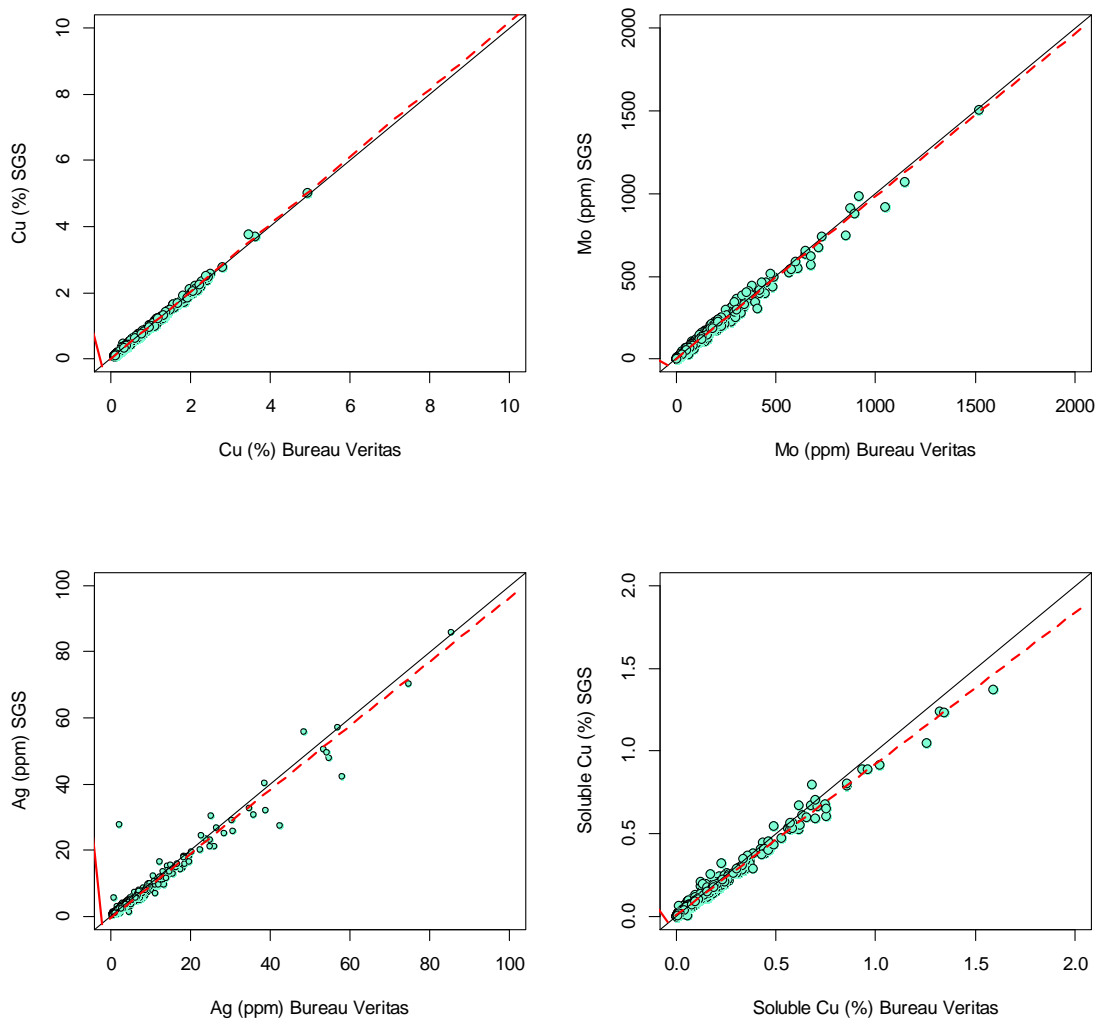 10
8
6
4
2
0
Cu (%) SGS
0 2 4 6 8 10
Cu (%) Bureau Veritas
2000
1500
1000
500
0
Mo (ppm) SGS
0 500 1000 1500 2000
Mo (ppm) Bureau Veritas
100
80
60
40
20
0
Ag (ppm) SGS
0 20 40 60 80 100
Ag (ppm) Bureau Veritas
2.0
1.5
1.0
0.5
0.0
Soluble Cu (%) SGS
0.0 0.5 1.0 1.5 2.0
Soluble Cu (%) Bureau Veritas